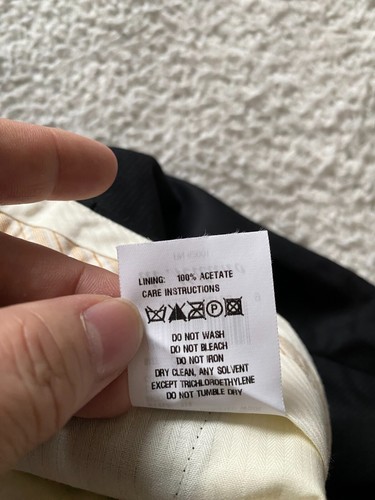 LINING: 100% ACETATE
CARE INSTRUCTIONS
P
DO NOT WASH
DO NOT BLEACH
DO NOT IRON
DRY CLEAN, ANY SOLVENT
EXCEPT TRICHLOROETHYLENE
DO NOT TUMBLE DRY